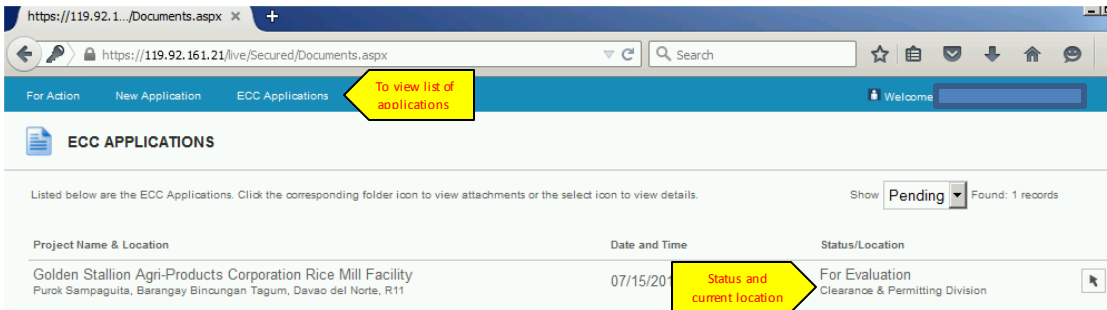 https://119.92.1.../Documents.aspx × +
https://119.92.161.21/live/Secured/Documents.aspx Search
For Action New Application ECC Applications
To view list of
applications
Welcome
ECC APPLICATIONS
Listed below are the ECC Applications. Click the corresponding folder icon to view attachments or the select icon to view details.
Show Pending Found: 1 records
Project Name & Location Date and Time Status/Location
Golden Stallion Agri-Products Corporation Rice Mill Facility
Purok Sampaguita, Barangay Bincungan Tagum, Davao del Norte, R11
07/15/201
Status and
current location
For Evaluation
Clearance & Permitting Division